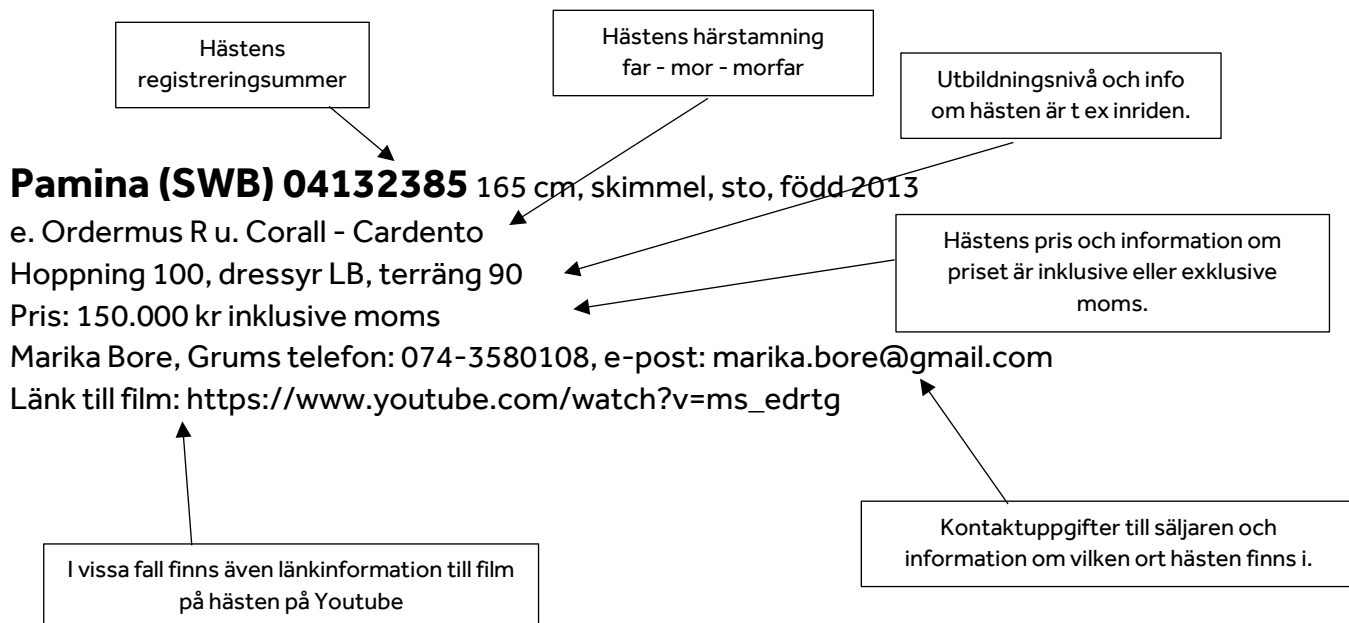 Hästens
registreringsummer
Hästens härstamning
far - mor - morfar
Utbildningsnivå och info
om hästen är t ex inriden.
Pamina (SWB) 04132385 165 cm, skimmel, sto, född 2013
e. Ordermus R u. Corall - Cardento
Hoppning 100, dressyr LB, terräng 90
Pris: 150.000 kr inklusive moms
Marika Bore, Grums telefon: 074-3580108, e-post: marika.bore@gmail.com
Länk till film: https://www.youtube.com/watch?v=ms_edrtg
Hästens pris och information om
priset är inklusive eller exklusive
moms.
Kontaktuppgifter till säljaren och
information om vilken ort hästen finns i.
I vissa fall finns även länkinformation till film
på hästen på Youtube